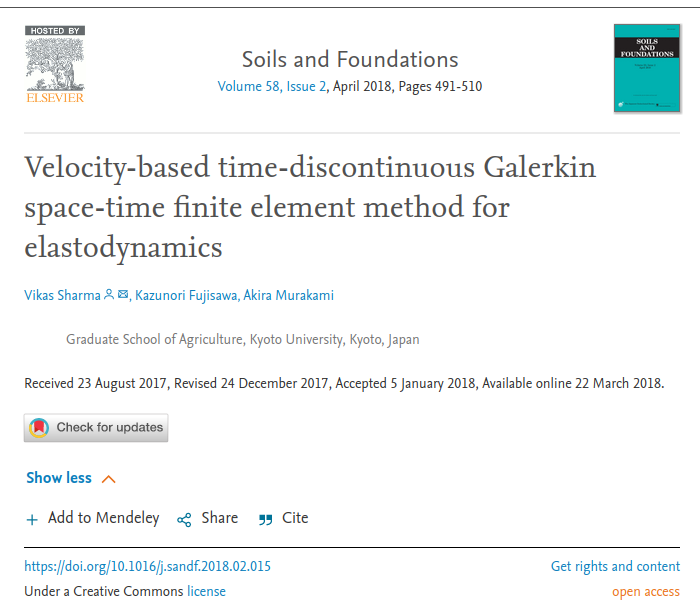 HOSTED BY
ELSEVIER
Soils and Foundations
Volume 58, Issue 2, April 2018, Pages 491-510
SOILS
AND
FOUNDATIONS
Velocity-based time-discontinuous Galerkin
space-time finite element method for
elastodynamics
Vikas Sharma, Kazunori Fujisawa, Akira Murakami
Graduate School of Agriculture, Kyoto University, Kyoto, Japan
Received 23 August 2017, Revised 24 December 2017, Accepted 5 January 2018, Available online 22 March 2018.
Check for updates
Show less
+ Add to Mendeley Share Cite
https://doi.org/10.1016/j.sandf.2018.02.015 Get rights and content
Under a Creative Commons license open access